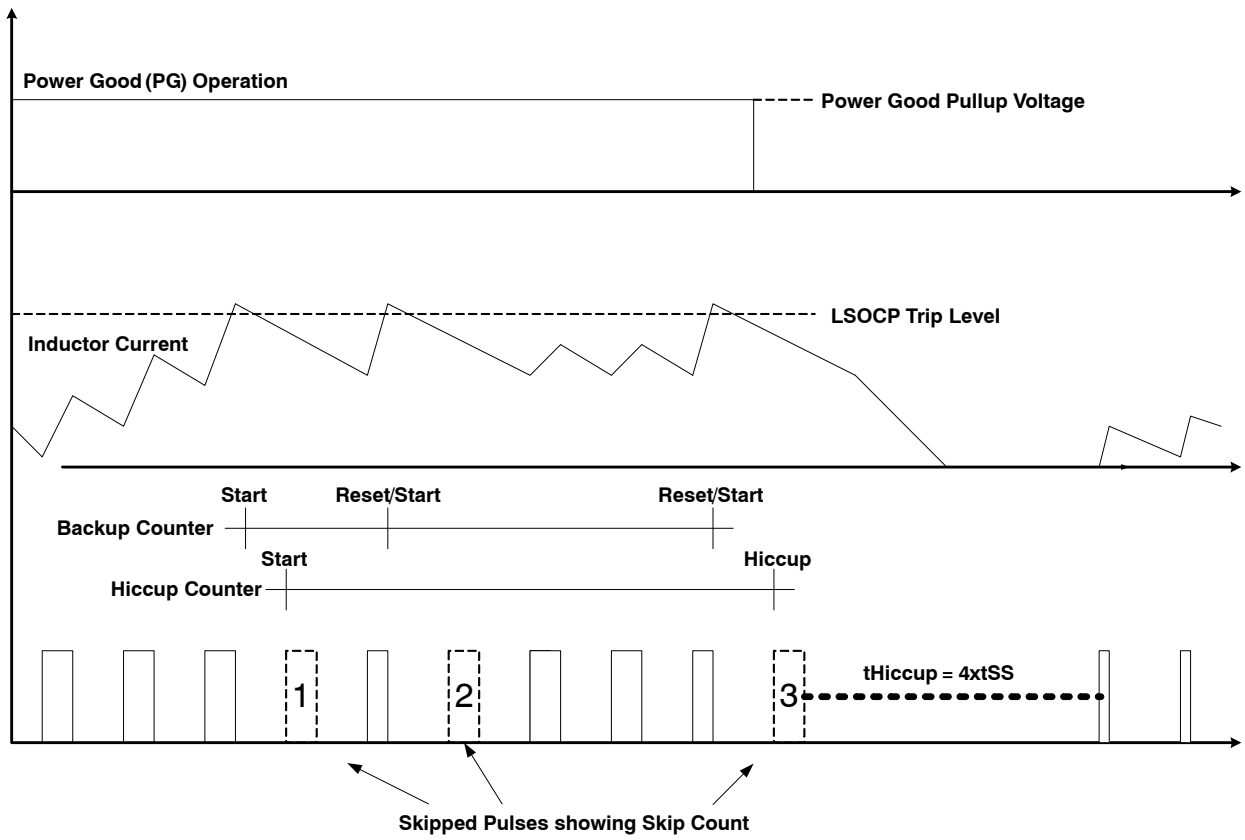 Power Good (PG) Operation
Power Good Pullup Voltage
LSOCP Trip Level
Inductor Current
Start
Reset/Start
Reset/Start
Backup Counter
Start
Hiccup
Hiccup Counter
tHiccup = 4xtSS
1
2
3
Skipped Pulses showing Skip Count